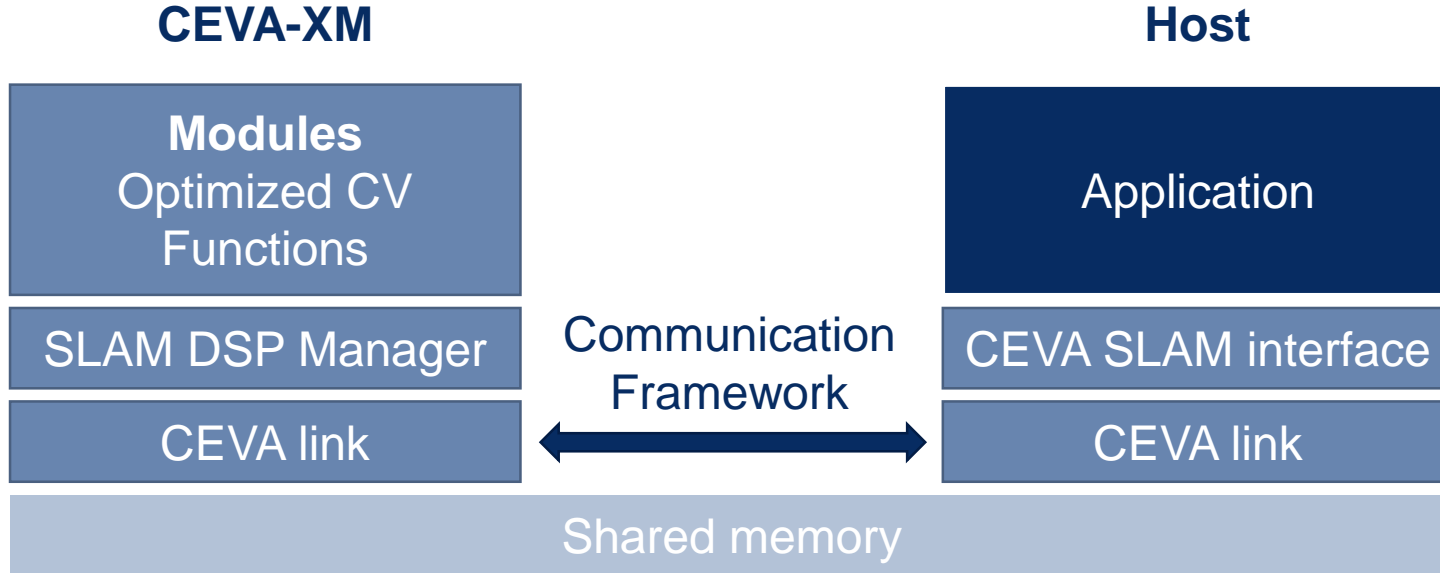 CEVA-XM
Host
Modules
Optimized CV
Functions
Application
SLAM DSP Manager
Communication
Framework
CEVA SLAM interface
CEVA link
CEVA link
Shared memory